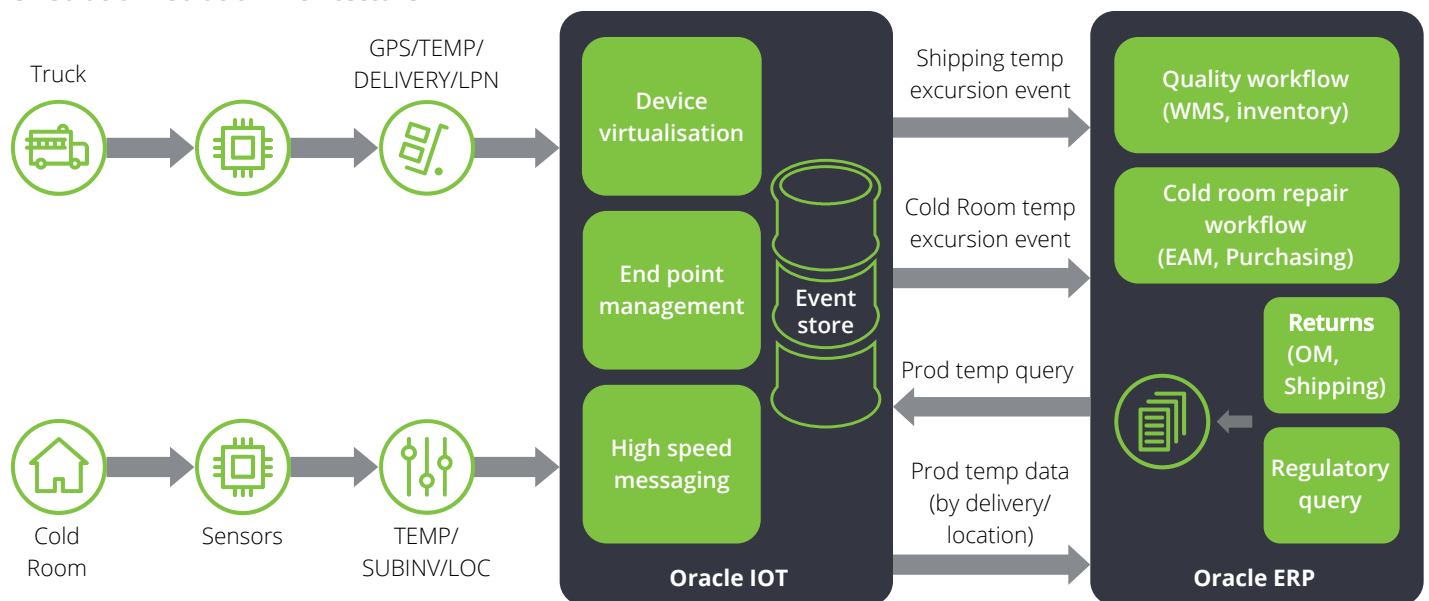 Truck
GPS/TEMP/
DELIVERY/LPN
Cold
Room
Sensors
TEMP/
SUBINV/LOC
Device
virtualisation
End point
management
High speed
messaging
Event
store
Oracle IOT
Shipping temp
excursion event
Cold Room temp
excursion event
Prod temp query
Prod temp data
(by delivery/
location)
Quality workflow
(WMS, inventory)
Cold room repair
workflow
(EAM, Purchasing)
Returns
(OM,
Shipping)
Regulatory
query
Oracle ERP